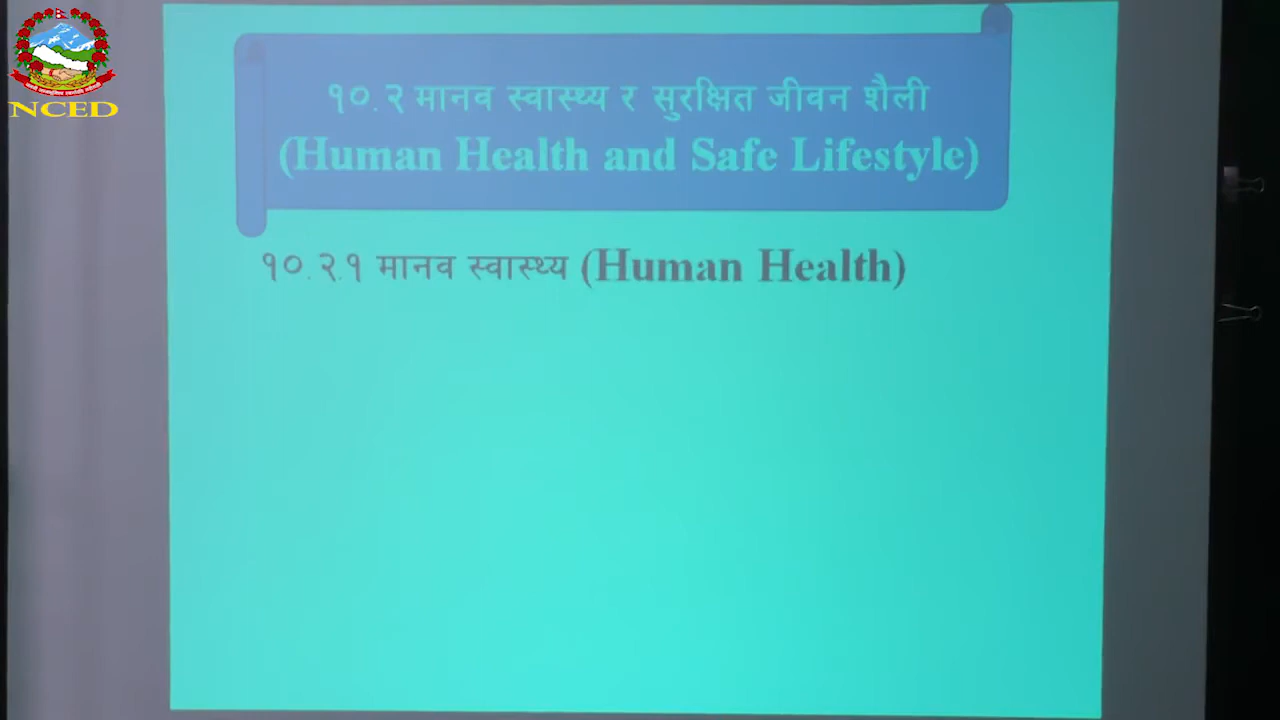 NCED
१०.२ मानव स्वास्थ्य र सुरक्षित जीवन शैली
(Human Health and Safe Lifestyle)
१०.२.१ मानव स्वास्थ्य (Human Health)